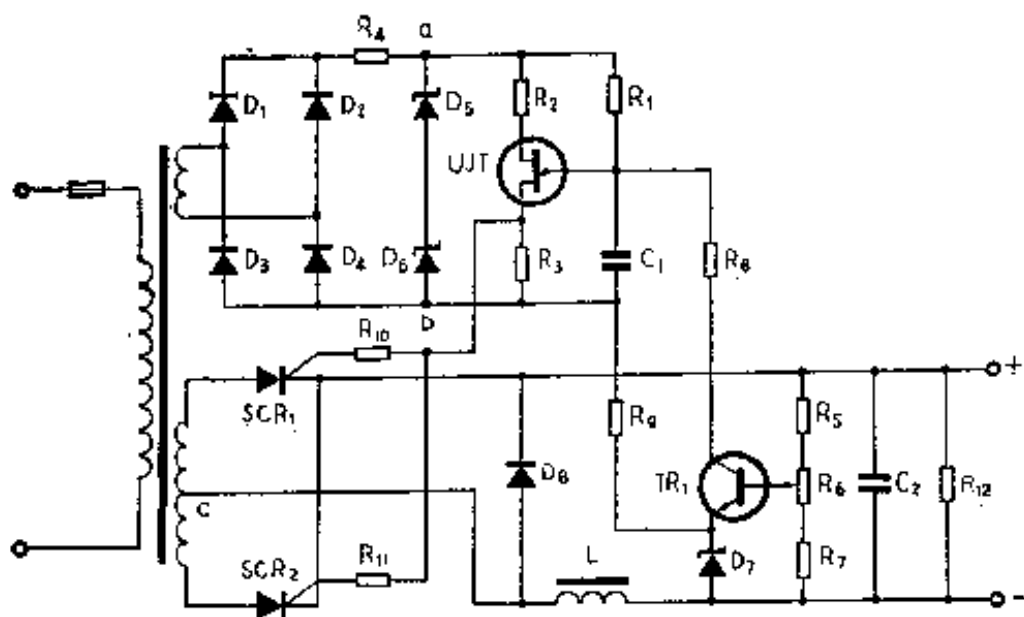 R4 a
D1 D2 D5 R2 R1
UJT
D3 D4 D6 R3 C1 R8
b
R10
+
SCR1 R9 R5
D8 TR1 R6 C2 R12
c
SCR2 R11 L D7 R7
-